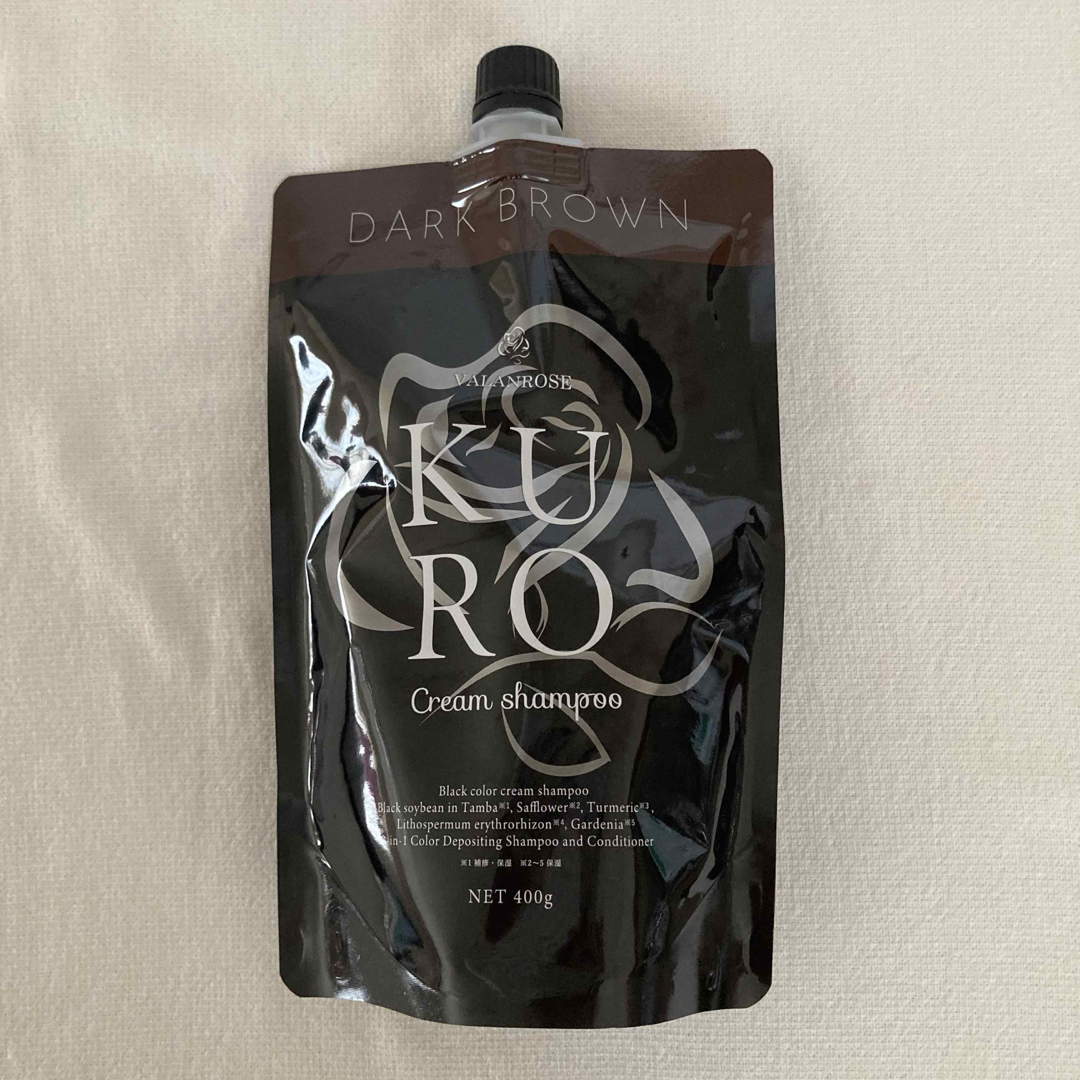 DARK BROWN
VALANROSE
KU
RO
Cream shampoo
Black color cream shampoo
Black soybean in Tamba※1, Safflower※2, Turmeric※3,
Lithospermum erythrorhizon※4, Gardenia※5
in-1 Color Depositing Shampoo and Conditioner
※1 補修・保湿 ※2～5 保湿
NET 400g